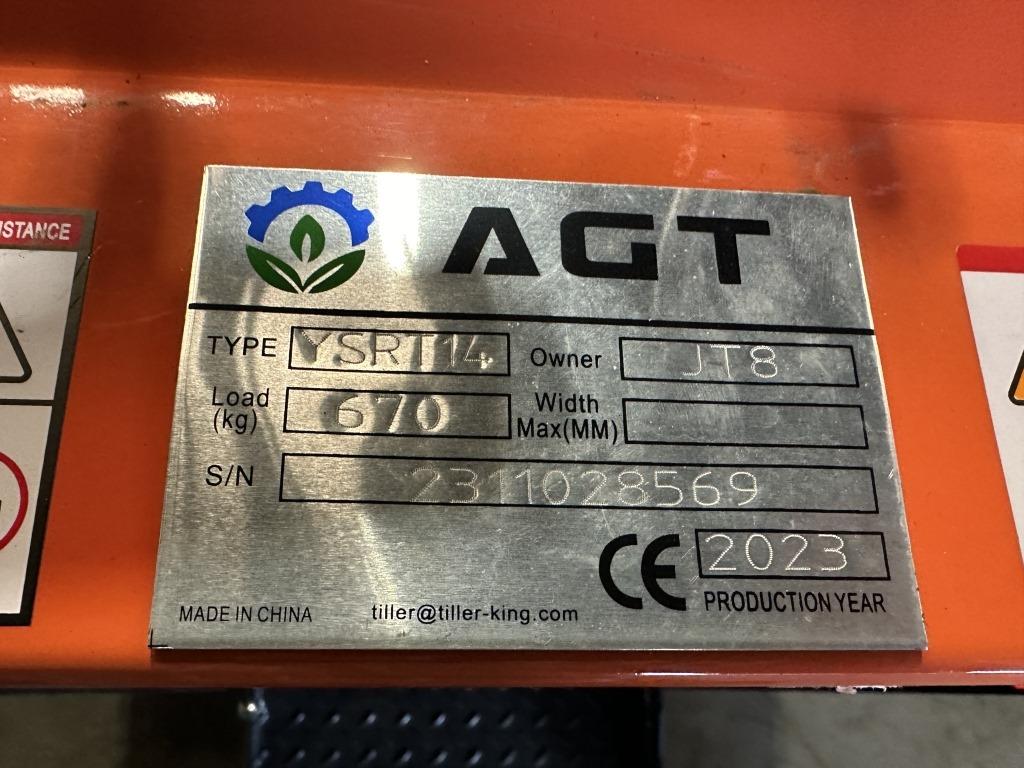 ISTANCE
AGT
TYPE YSRT14 Owner JT8
Load (kg) 670 Width Max(MM)
S/N 2311028569
CE 2023
MADE IN CHINA tiller@tiller-king.com PRODUCTION YEAR